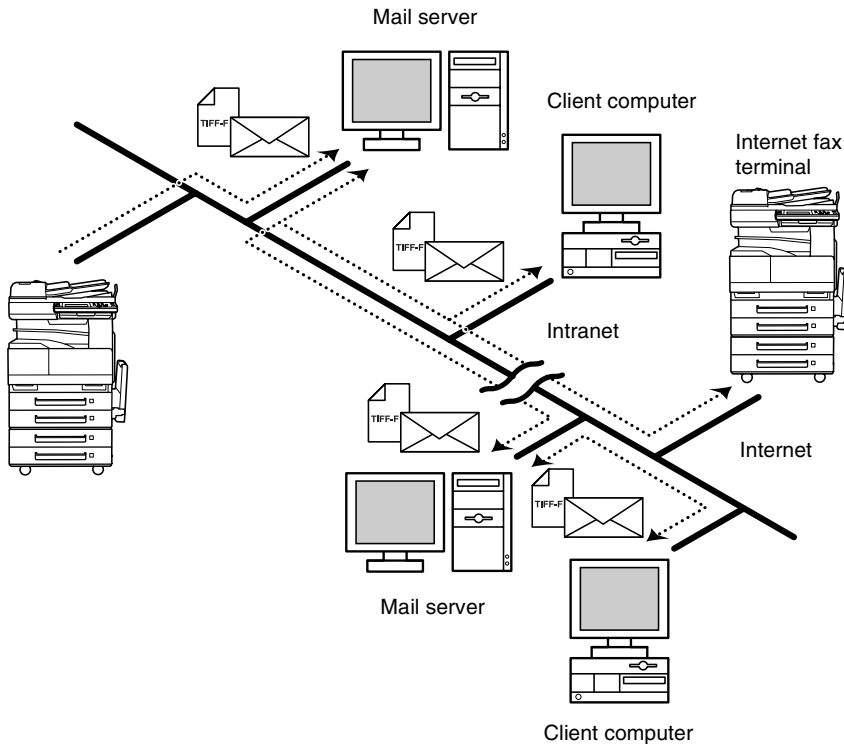 Mail server
Client computer
Internet fax
terminal
TIFF-F
TIFF-F
Intranet
TIFF-F
Internet
TIFF-F
Mail server
Client computer